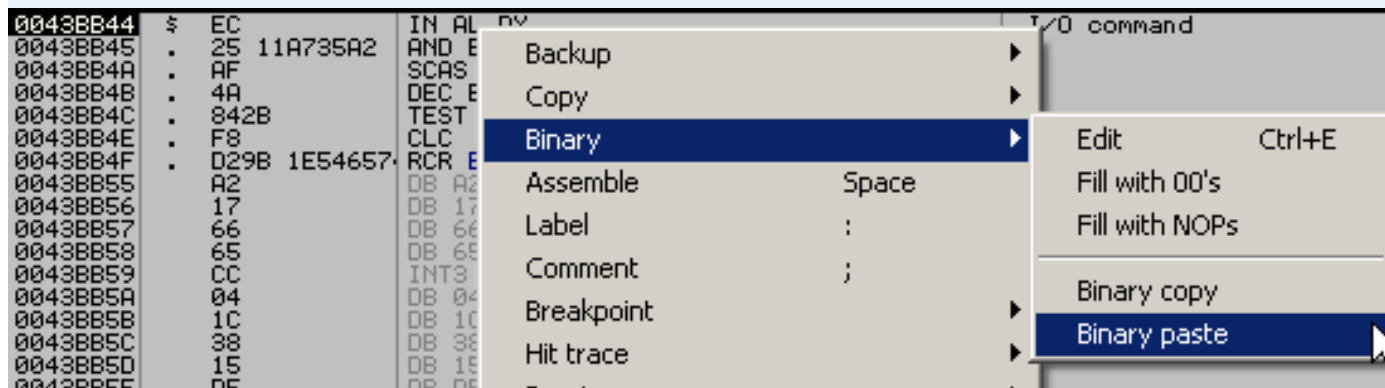 0043BB44 $ EC IN AL I/O command
0043BB45 . 25 11A735A2 AND E
0043BB4A . AF SCAS
0043BB4B . 4A DEC E
0043BB4C . 842B TEST
0043BB4E . F8 CLC
0043BB4F . D29B 1E54657 RCR E
0043BB55 A2 DB A2
0043BB56 17 DB 17
0043BB57 66 DB 66
0043BB58 65 DB 65
0043BB59 CC INT3
0043BB5A 04 DB 04
0043BB5B 1C DB 1C
0043BB5C 38 DB 38
0043BB5D 15 DB 15
Backup
Copy
Binary
Assemble Space
Label :
Comment ;
Breakpoint
Hit trace
Edit Ctrl+E
Fill with 00's
Fill with NOPs
Binary copy
Binary paste